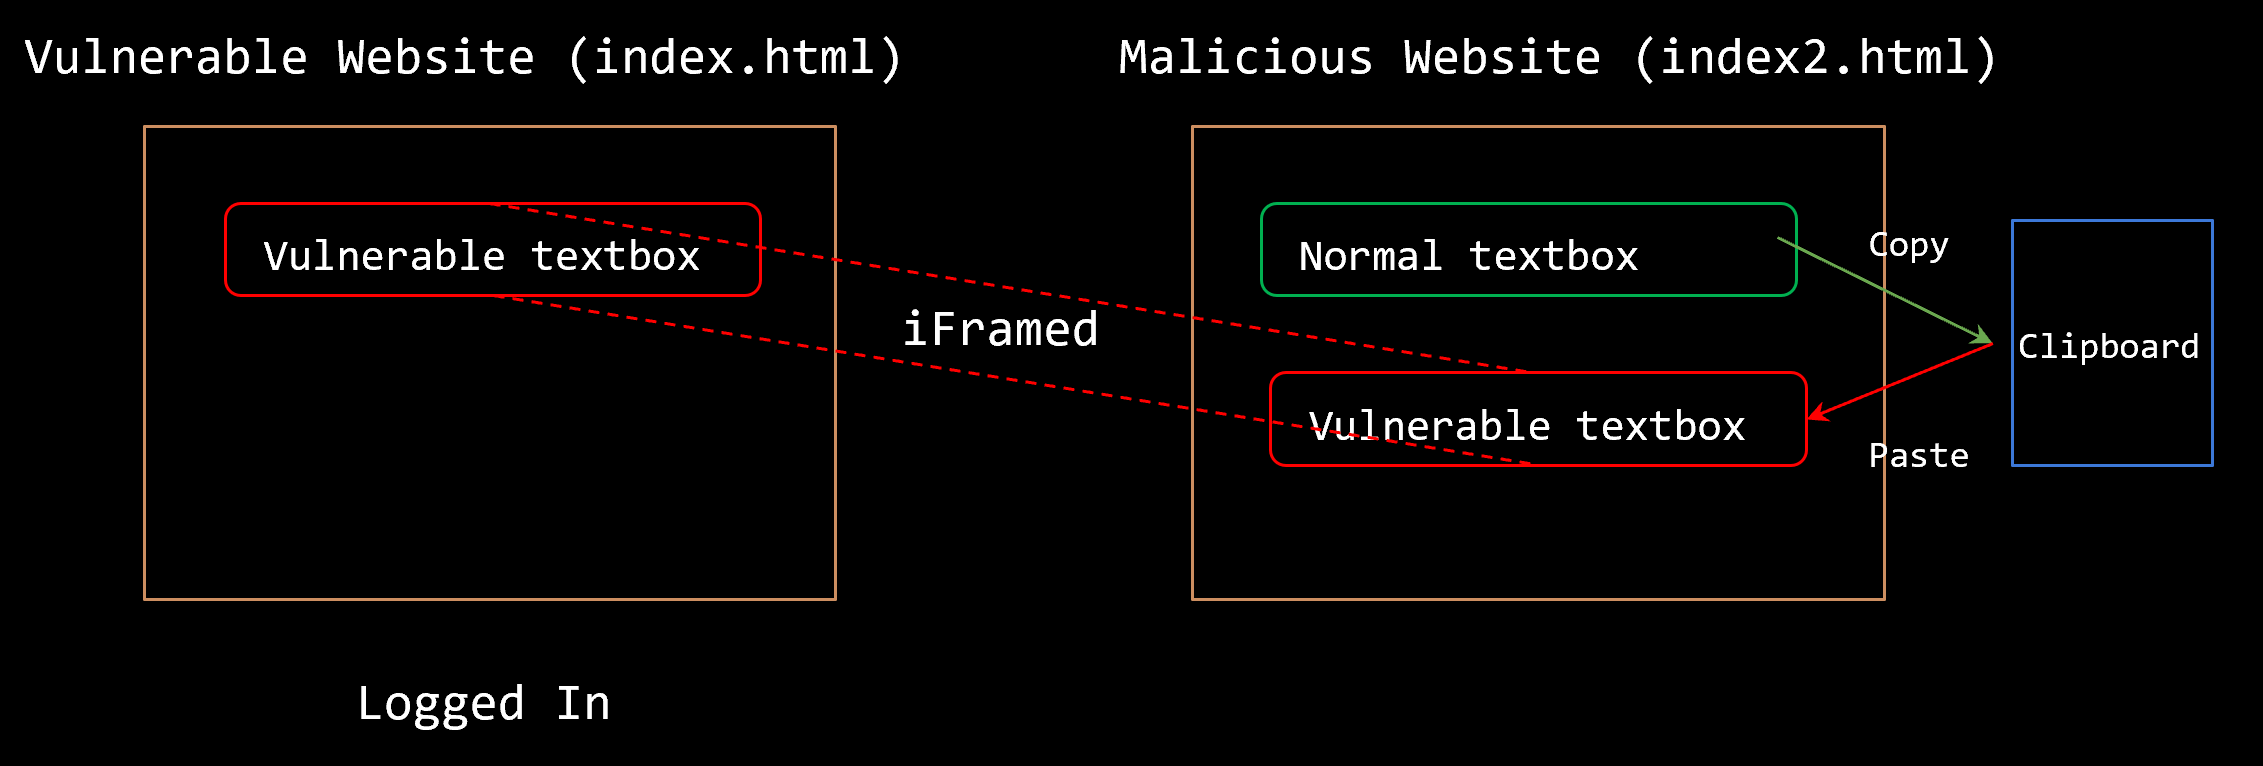 Vulnerable Website (index.html)
Malicious Website (index2.html)
Vulnerable textbox
Normal textbox
Copy
iFramed
Clipboard
Vulnerable textbox
Paste
Logged In